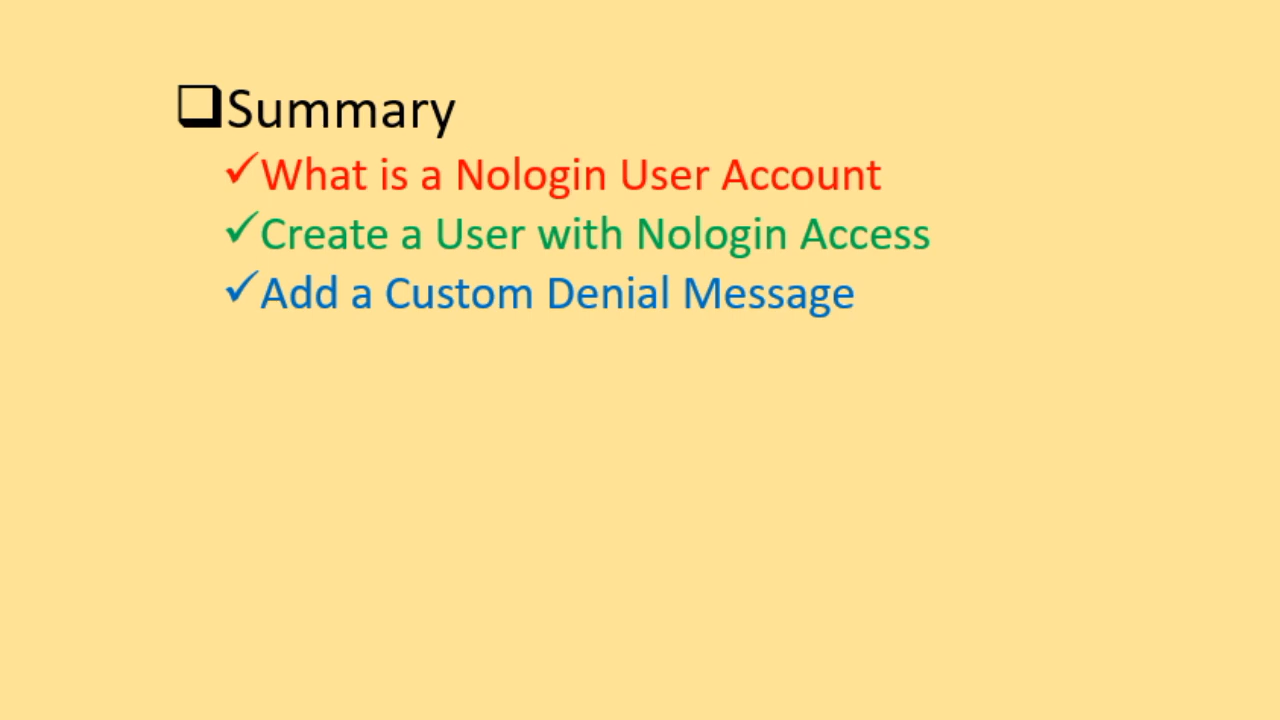 ❑Summary
✓What is a Nologin User Account
✓Create a User with Nologin Access
✓Add a Custom Denial Message